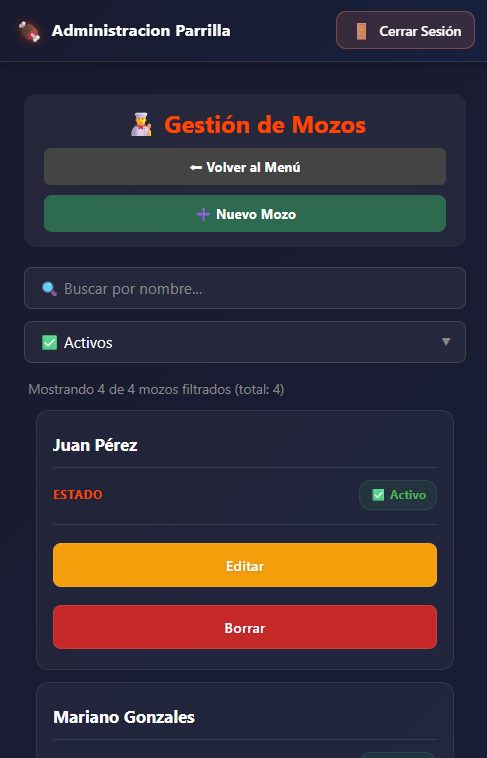 Administracion Parrilla
Cerrar Sesión
Gestión de Mozos
Volver al Menú
Nuevo Mozo
Buscar por nombre...
Activos
Mostrando 4 de 4 mozos filtrados (total: 4)
Juan Pérez
ESTADO
Activo
Editar
Borrar
Mariano Gonzales